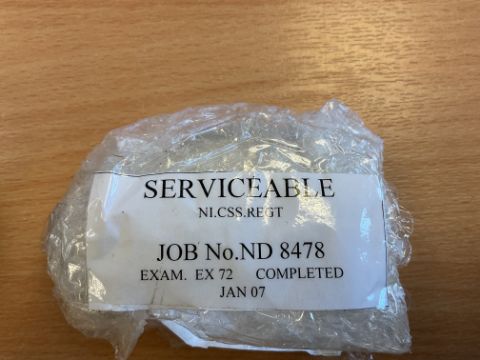 SERVICEABLE
NI.CSS.REGT
JOB No.ND 8478
EXAM. EX 72 COMPLETED
JAN 07